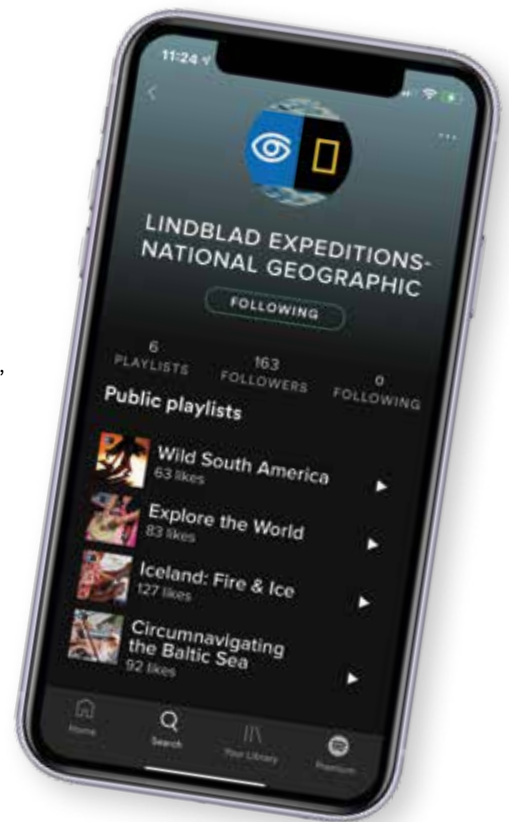 11:24
LINDBLAD EXPEDITIONS-
NATIONAL GEOGRAPHIC
FOLLOWING
6
PLAYLISTS
163
FOLLOWERS
0
FOLLOWING
Public playlists
Wild South America
63 likes
Explore the World
83 likes
Iceland: Fire & Ice
127 likes
Circumnavigating
the Baltic Sea
92 likes
Home
Search
Your Library
Premium
,